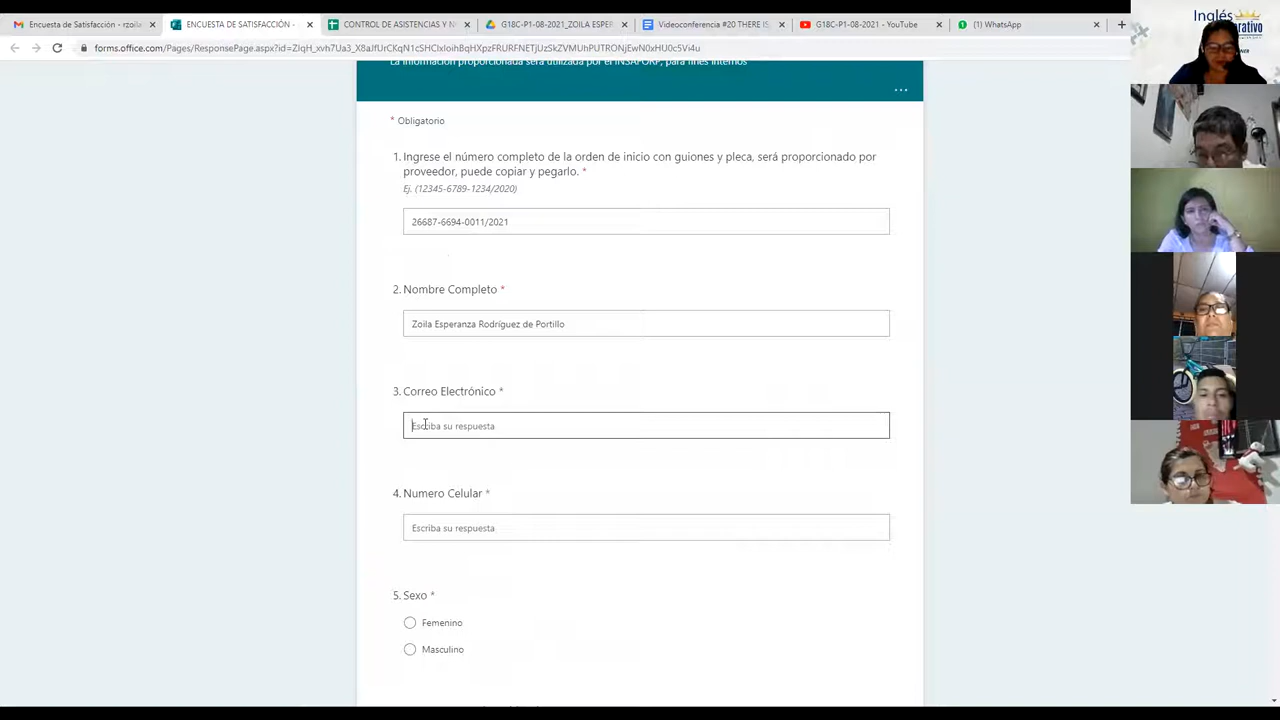 Encuesta de Satisfacción - rzoila
ENCUESTA DE SATISFACCIÓN -
CONTROL DE ASISTENCIAS Y N
G18C-P1-08-2021_ZOILA ESPER
Videoconferencia #20 THERE IS
G18C-P1-08-2021 - YouTube
(1) WhatsApp
Inglés
La información proporcionada será utilizada por el INSAFORP, para fines internos
...
* Obligatorio
1. Ingrese el número completo de la orden de inicio con guiones y pleca, será proporcionado por
proveedor, puede copiar y pegarlo. *
Ej. (12345-6789-1234/2020)
26687-6694-0011/2021
2. Nombre Completo *
Zoila Esperanza Rodríguez de Portillo
3. Correo Electrónico *
Escriba su respuesta
4. Numero Celular *
Escriba su respuesta
5. Sexo *
Femenino
Masculino